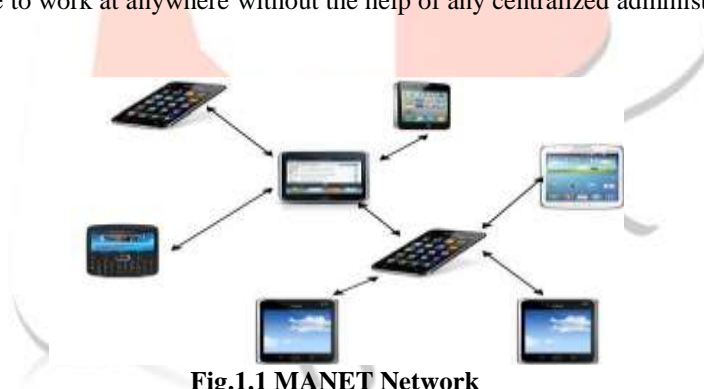 e to work at anywhere without the help of any centralized administ
Fig.1.1 MANET Network